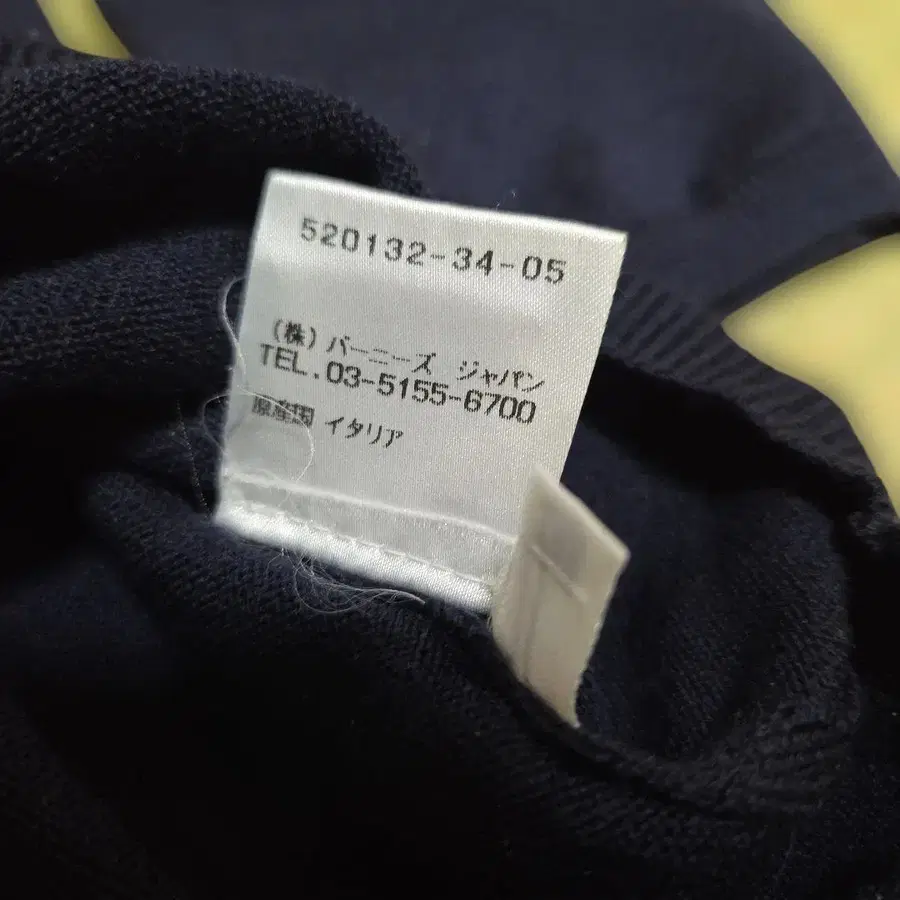 520132-34-05
(株) バーニーズ ジャパン
TEL.03-5155-6700
原産国 イタリア